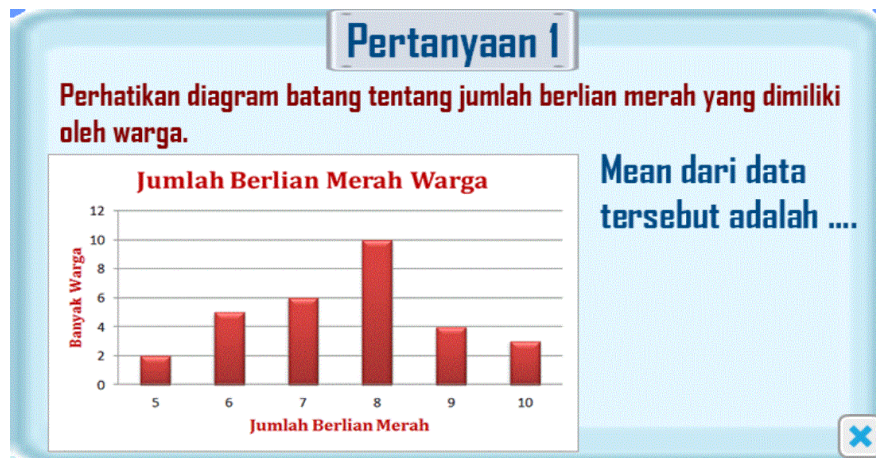 Pertanyaan 1
Perhatikan diagram batang tentang jumlah berlian merah yang dimiliki
oleh warga.
Jumlah Berlian Merah Warga
12
10
8
6
4
2
0
Banyak Warga
5 6 7 8 9 10
Jumlah Berlian Merah
Mean dari data
tersebut adalah ....